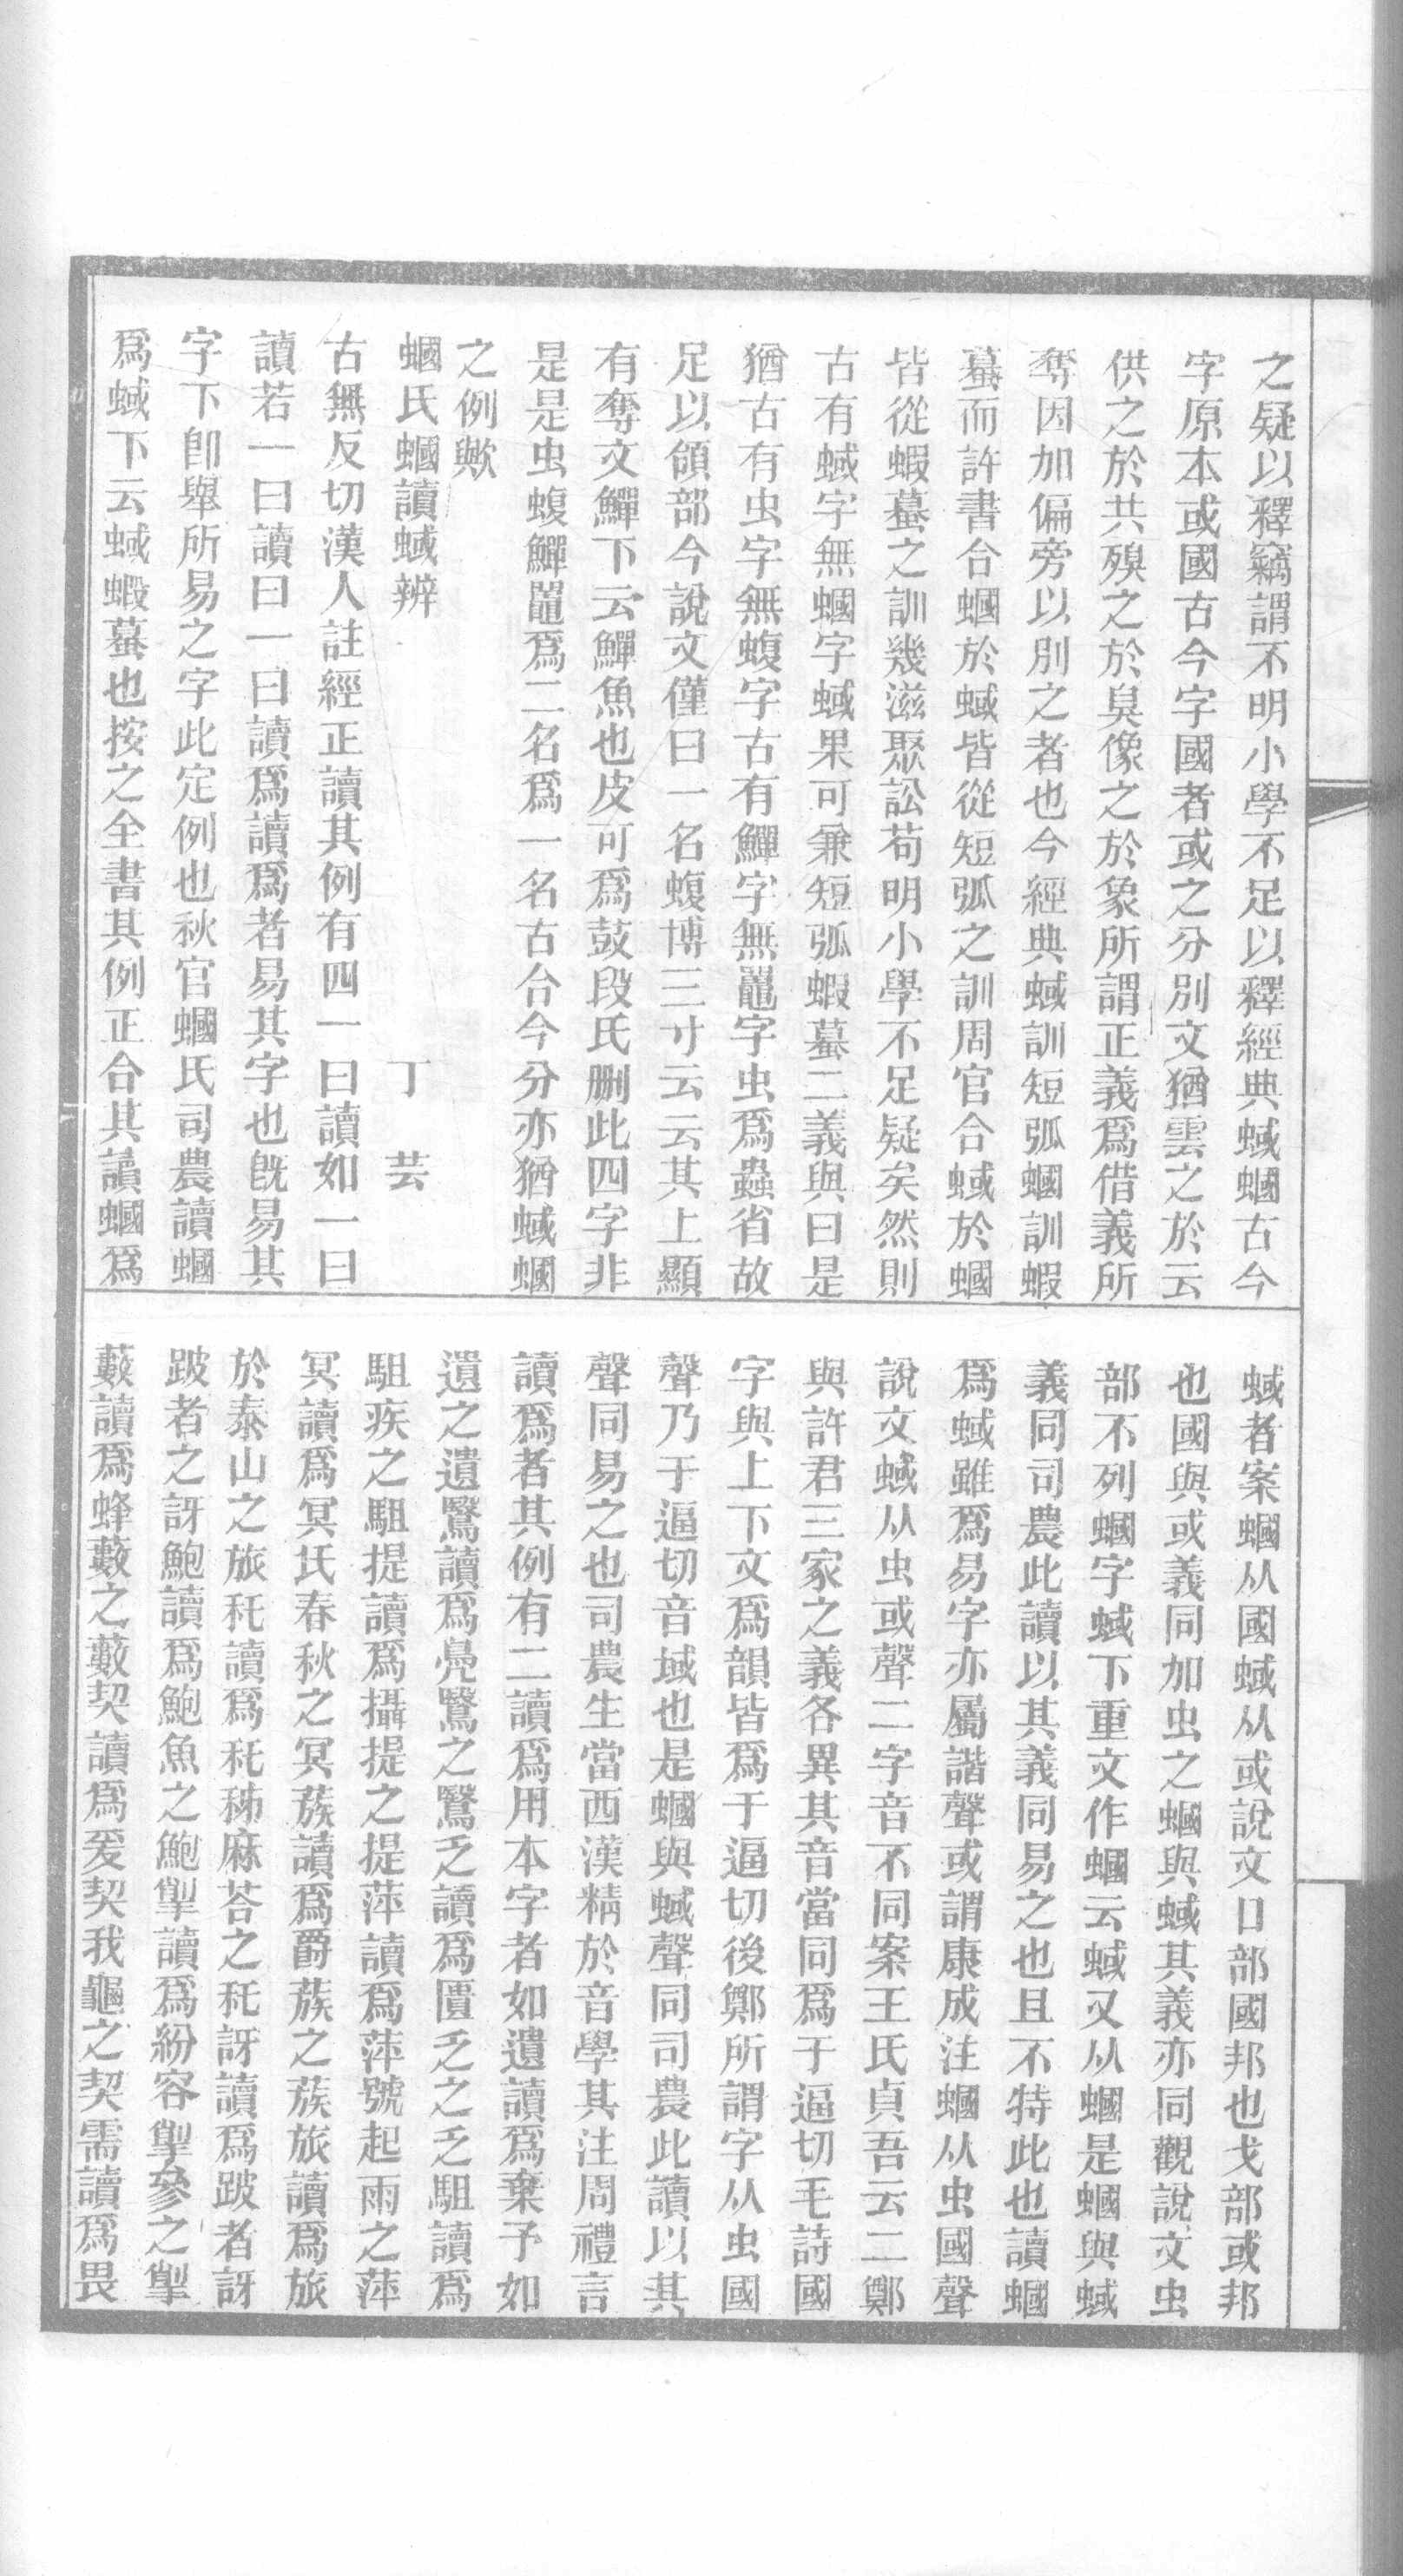 之疑以釋竊謂不明小學不足以釋經典蜮蟈古今
字原本或國古今字國者或之分別文猶雲之於云
供之於共殠之於臭像之於象所謂正義爲借義所
奪因加偏旁以別之者也今經典蜮訓短弧蟈訓蝦
蟇而許書合蟈於蜮皆從短弧之訓周官合蜮於蟈
皆從蝦蟇之訓幾滋聚訟苟明小學不足疑矣然則
古有蜮字無蟈字蜮果可兼短弧蝦蟇二義與曰是
猶古有虫字無蝮字古有鱓字無鼉字虫爲蟲省故
足以領部今說文僅曰一名蝮博三寸云云其上顯
有奪文鱓下云鱓魚也皮可爲鼓段氏刪此四字非
是是虫蝮鱓鼉爲二名爲一名古合今分亦猶蜮蟈
之例歟
蟈氏蟈讀蜮辨　丁芸
古無反切漢人註經正讀其例有四一曰讀如一曰
讀若一曰讀曰一曰讀爲讀爲者易其字也旣易其
字下卽舉所易之字此定例也秋官蟈氏司農讀蟈
爲蜮下云蜮蝦蟇也按之全書其例正合其讀蟈爲
蜮者案蟈从國蜮从或說文口部國邦也戈部或邦
也國與或義同加虫之蟈與蜮其義亦同觀說文虫
部不列蟈字蜮下重文作蟈云蜮又从蟈是蟈與蜮
義同司農此讀以其義同易之也且不特此也讀蟈
爲蜮雖爲易字亦屬諧聲或謂康成注蟈从虫國聲
說文蜮从虫或聲二字音不同案王氏貞吾云二鄭
與許君三家之義各異其音當同爲于逼切毛詩國
字與上下文爲韻皆爲于逼切後鄭所謂字从虫國
聲乃于逼切音域也是蟈與蜮聲同司農此讀以其
聲同易之也司農生當西漢精於音學其注周禮言
讀爲者其例有二讀爲用本字者如遺讀爲棄予如
遺之遺鷖讀爲鳧鷖之鷖乏讀爲匱乏之乏駔讀爲
駔疾之駔提讀爲攝提之提萍讀爲萍號起雨之萍
冥讀爲冥氏春秋之冥蔟讀爲爵蔟之蔟旅讀爲旅
於泰山之旅秅讀爲秅秭麻荅之秅訝讀爲跛者訝
跛者之訝鮑讀爲鮑魚之鮑掣讀爲紛容掣參之掣
藪讀爲蜂藪之藪契讀爲爰契我龜之契需讀爲畏